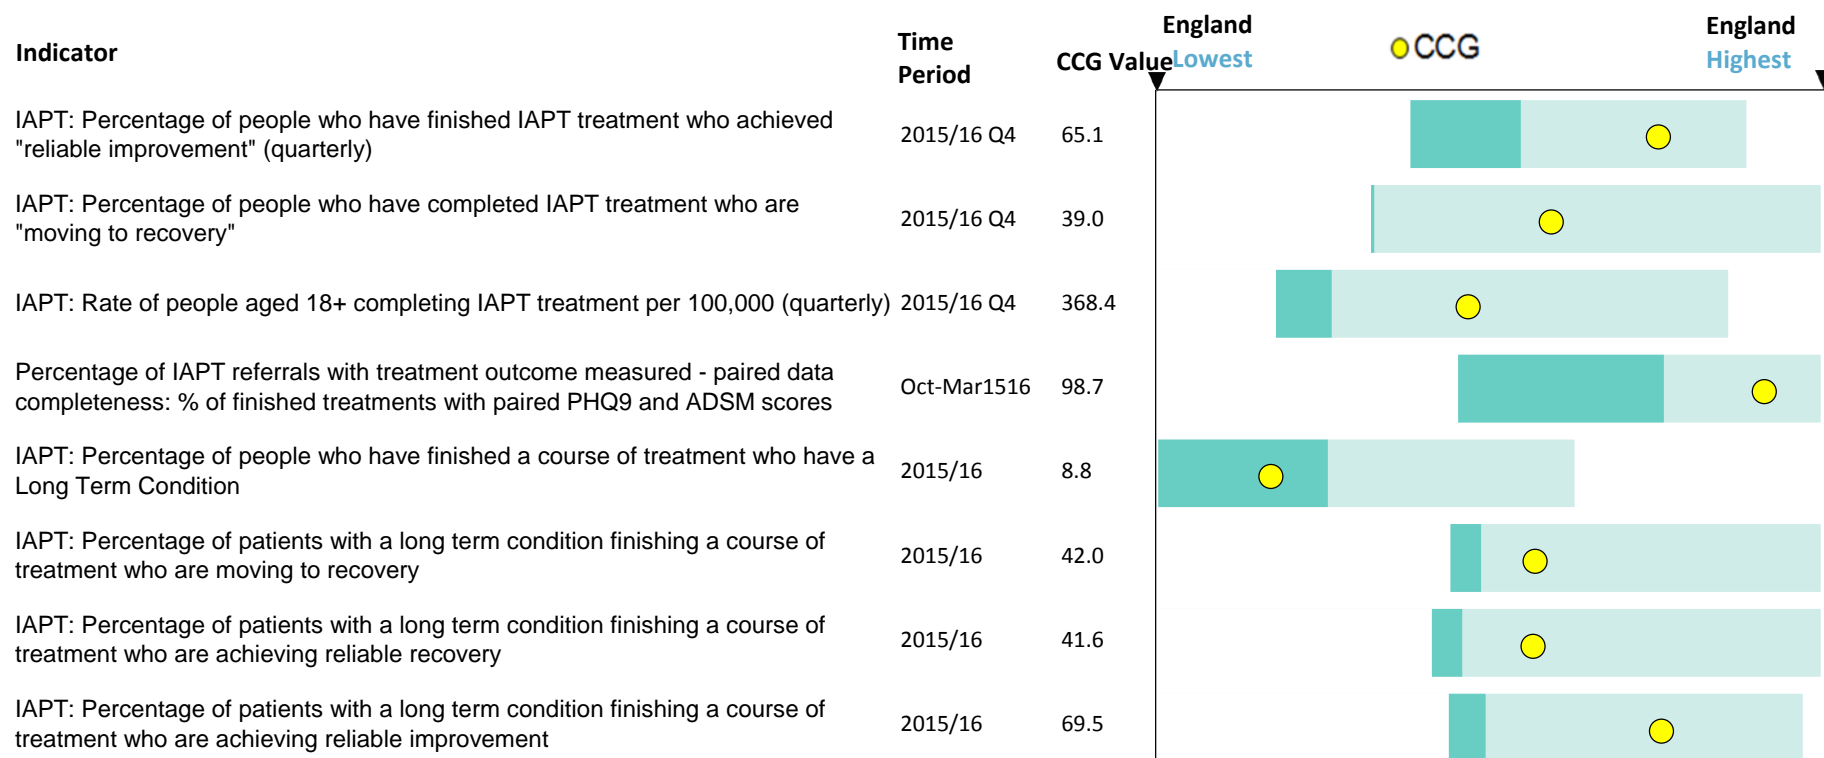 Indicator
Time
Period
CCG Value
England
Lowest
CCG
England
Highest
IAPT: Percentage of people who have finished IAPT treatment who achieved
"reliable improvement" (quarterly)
2015/16 Q4
65.1
IAPT: Percentage of people who have completed IAPT treatment who are
"moving to recovery"
2015/16 Q4
39.0
IAPT: Rate of people aged 18+ completing IAPT treatment per 100,000 (quarterly)
2015/16 Q4
368.4
Percentage of IAPT referrals with treatment outcome measured - paired data
completeness: % of finished treatments with paired PHQ9 and ADSM scores
Oct-Mar1516
98.7
IAPT: Percentage of people who have finished a course of treatment who have a
Long Term Condition
2015/16
8.8
IAPT: Percentage of patients with a long term condition finishing a course of
treatment who are moving to recovery
2015/16
42.0
IAPT: Percentage of patients with a long term condition finishing a course of
treatment who are achieving reliable recovery
2015/16
41.6
IAPT: Percentage of patients with a long term condition finishing a course of
treatment who are achieving reliable improvement
2015/16
69.5